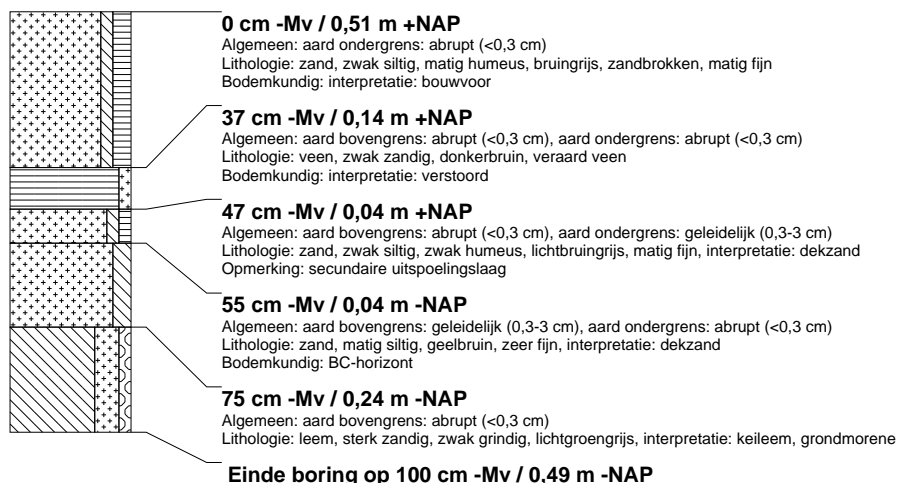 0 cm -Mv / 0,51 m +NAP
Algemeen: aard ondergrens: abrupt (<0,3 cm)
Lithologie: zand, zwak siltig, matig humeus, bruingrijs, zandbrokken, matig fijn
Bodemkundig: interpretatie: bouwvoor
37 cm -Mv / 0,14 m +NAP
Algemeen: aard bovengrens: abrupt (<0,3 cm), aard ondergrens: abrupt (<0,3 cm)
Lithologie: veen, zwak zandig, donkerbruin, veraard veen
Bodemkundig: interpretatie: verstoord
47 cm -Mv / 0,04 m +NAP
Algemeen: aard bovengrens: abrupt (<0,3 cm), aard ondergrens: geleidelijk (0,3-3 cm)
Lithologie: zand, zwak siltig, zwak humeus, lichtbruingrijs, matig fijn, interpretatie: dekzand
Opmerking: secundaire uitspoelingslaag
55 cm -Mv / 0,04 m -NAP
Algemeen: aard bovengrens: geleidelijk (0,3-3 cm), aard ondergrens: abrupt (<0,3 cm)
Lithologie: zand, matig siltig, geelbruin, zeer fijn, interpretatie: dekzand
Bodemkundig: BC-horizont
75 cm -Mv / 0,24 m -NAP
Algemeen: aard bovengrens: abrupt (<0,3 cm)
Lithologie: leem, sterk zandig, zwak grindig, lichtgroengrijs, interpretatie: keileem, grondmorene
Einde boring op 100 cm -Mv / 0,49 m -NAP